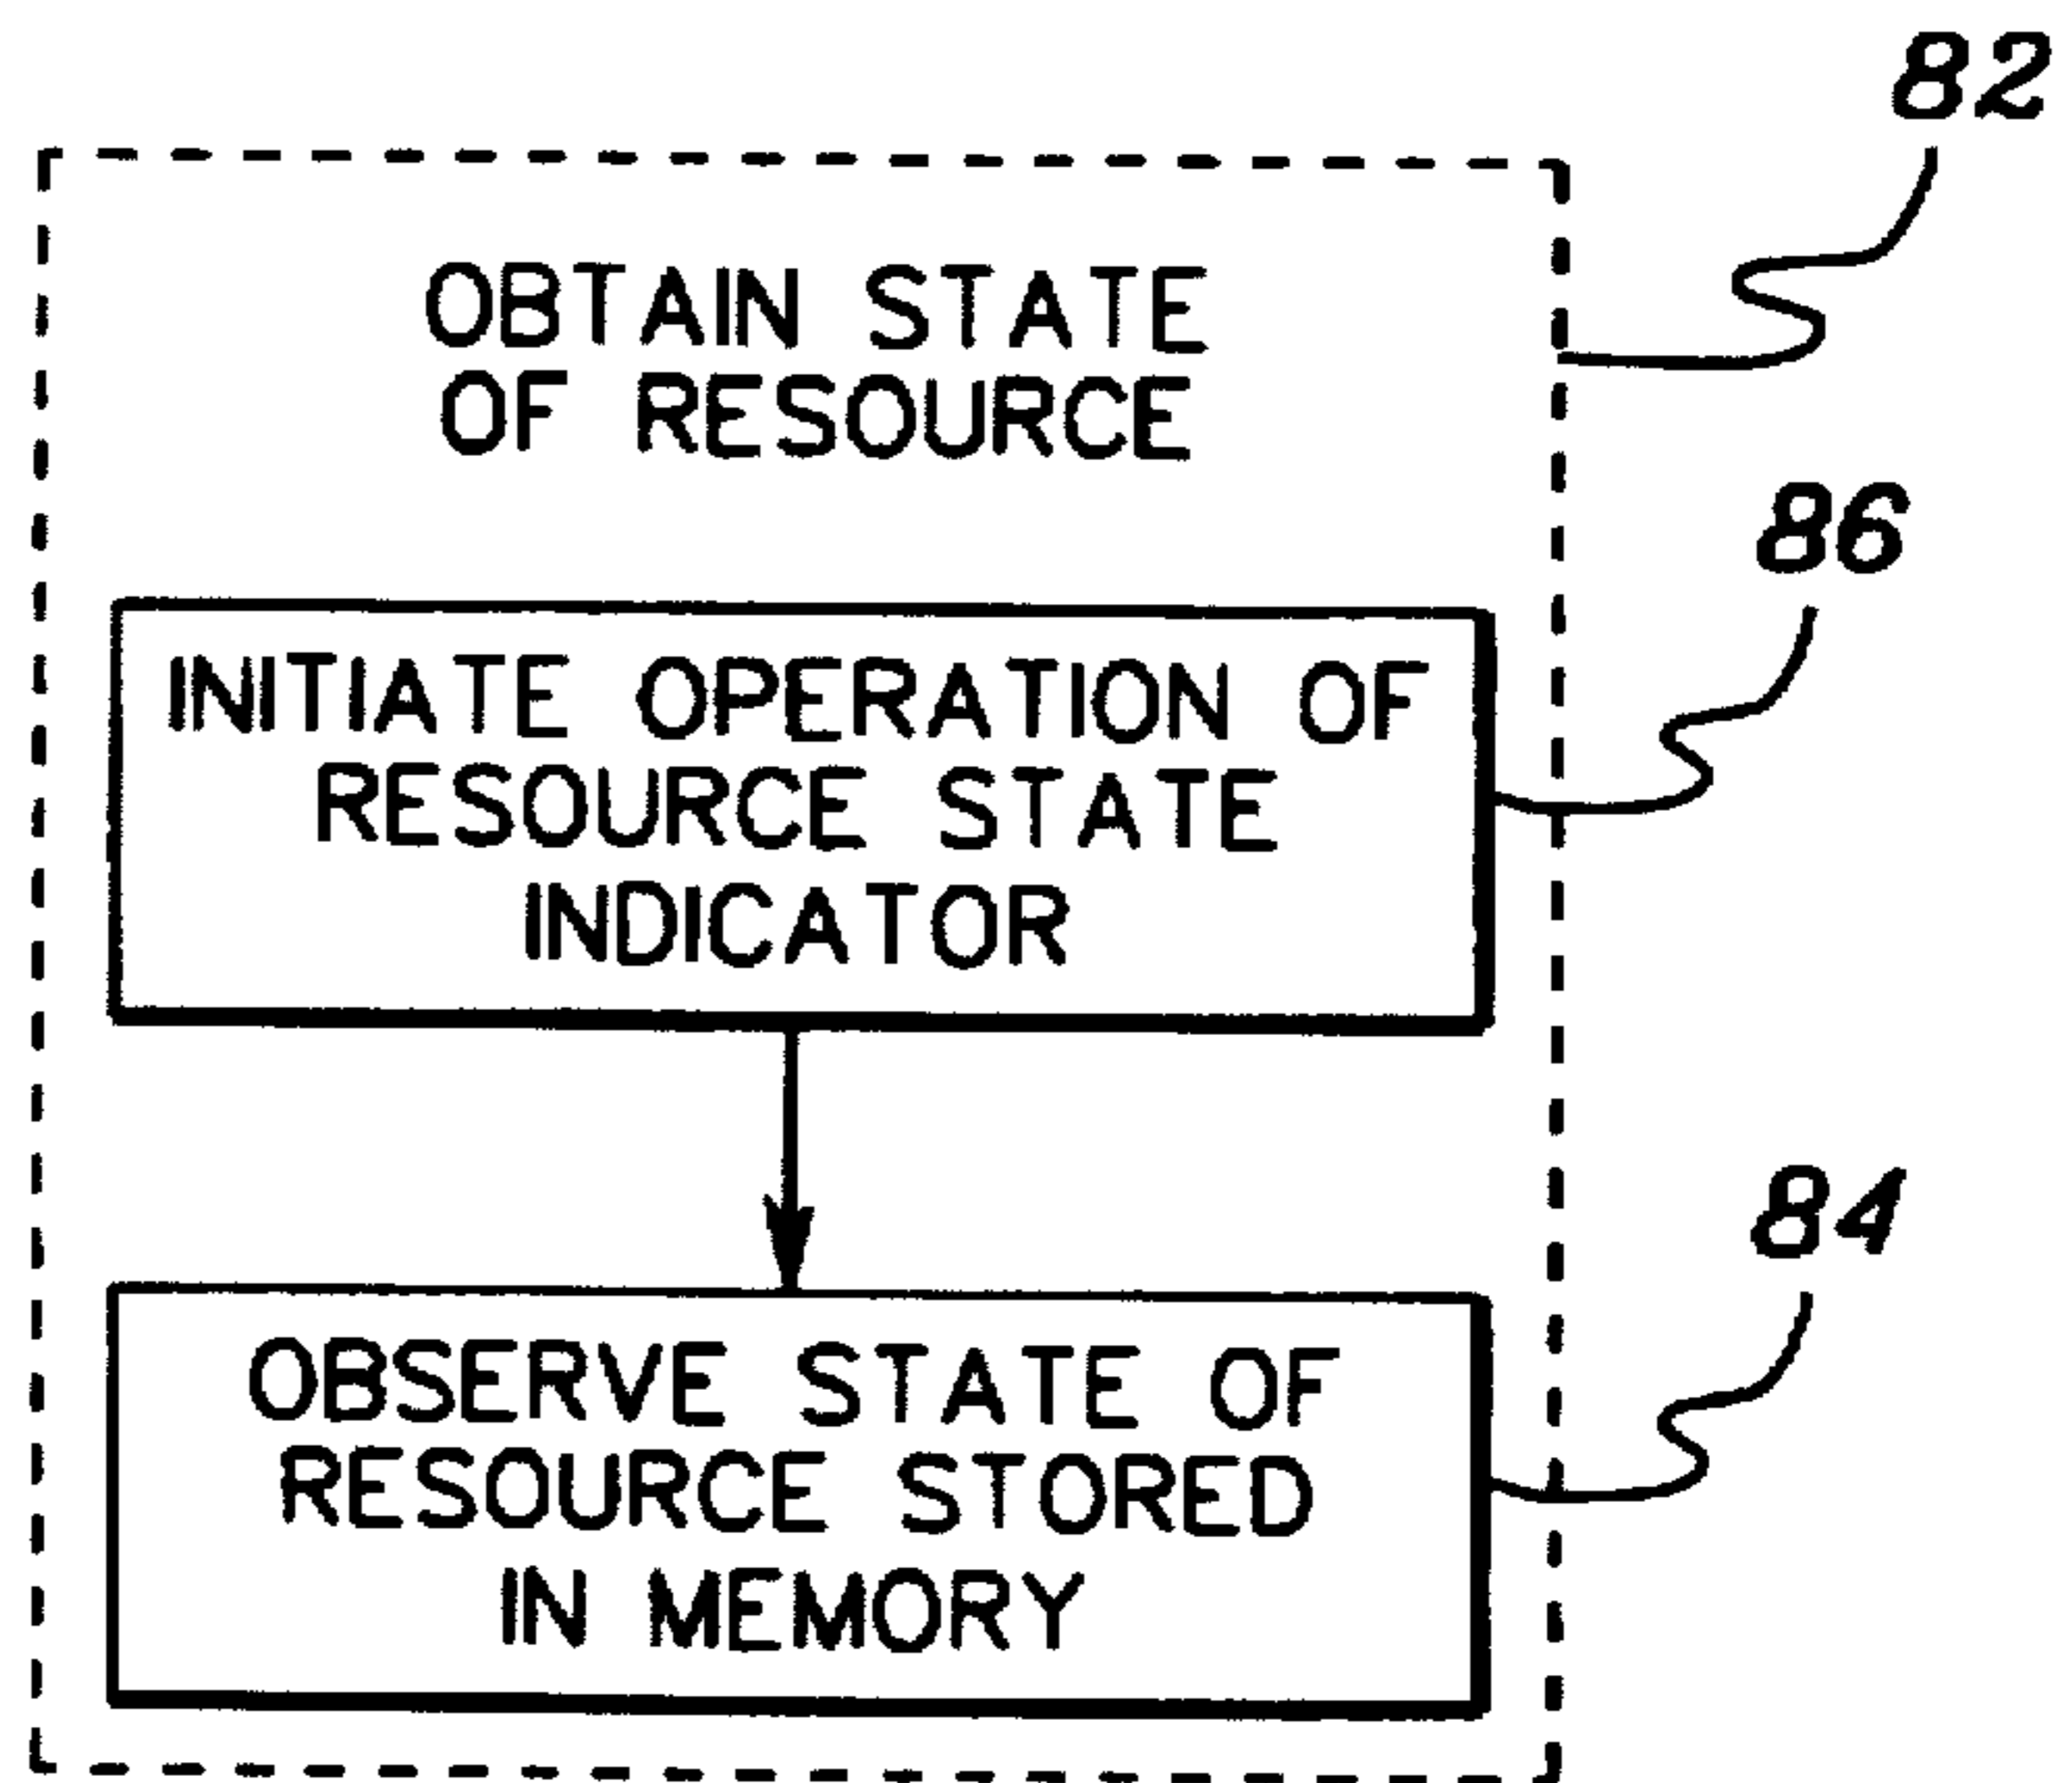 82
OBTAIN STATE
OF RESOURCE
86
INITIATE OPERATION OF
RESOURCE STATE
INDICATOR
84
OBSERVE STATE OF
RESOURCE STORED
IN MEMORY